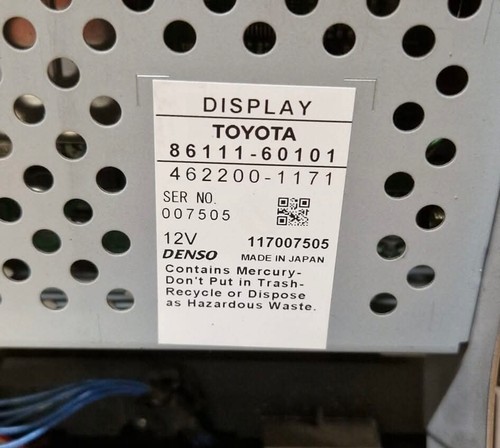 DISPLAY
TOYOTA
86111-60101
462200-1171
SER NO.
007505
12V 117007505
DENSO MADE IN JAPAN
Contains Mercury-
Don't Put in Trash-
Recycle or Dispose
as Hazardous Waste.